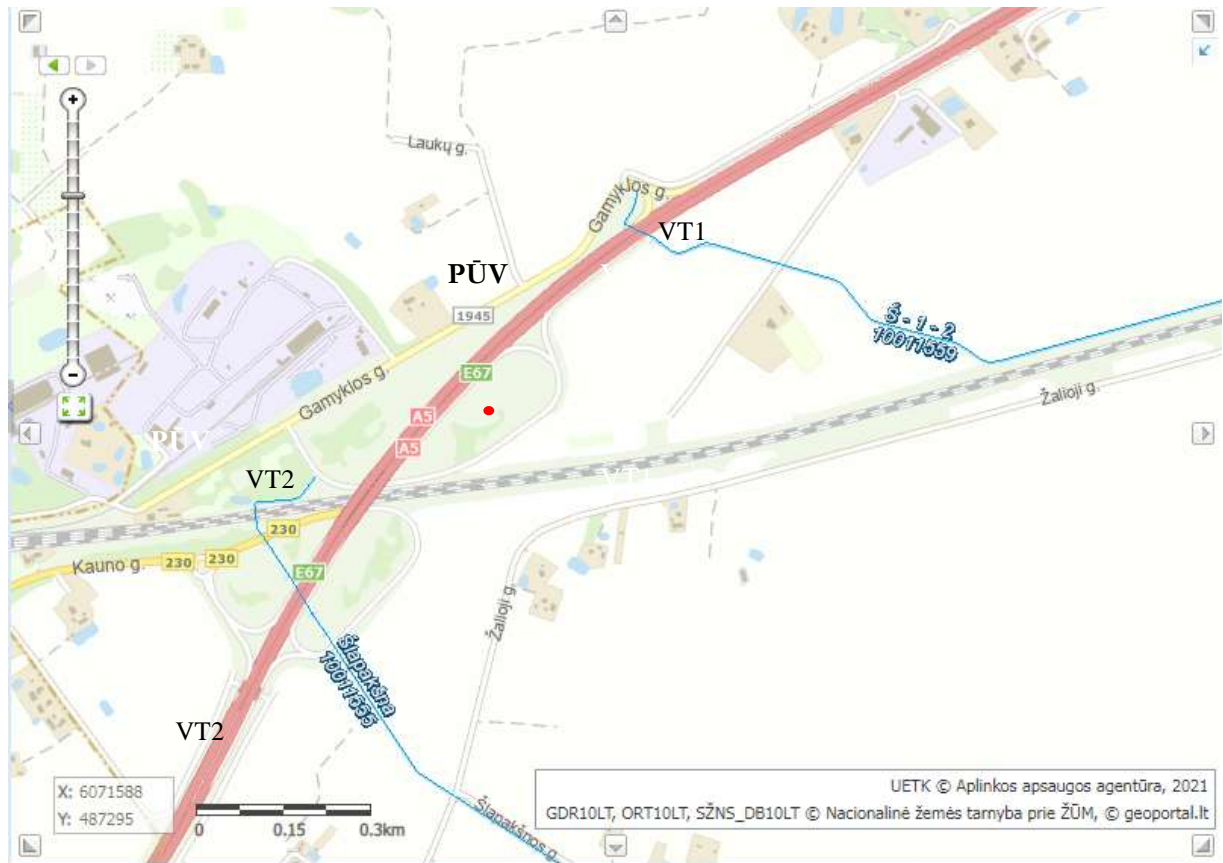 Laukų g.
Gamyklos g.
VT1
PŪV
1945
Š - 1 - 2
10011559
E67
Žalioji g.
Gamyklos g.
A5
A5
PŪV
VT2
VT
230
Kauno g.
230
230
E67
Žalioji g.
Šlapakšna
10011555
VT2
X: 6071588
Y: 487295
0 0.15 0.3km
Šlapakšnos g.
UETK © Aplinkos apsaugos agentūra, 2021
GDR10LT, ORT10LT, SŽNS_DB10LT © Nacionalinė žemės tarnyba prie ŽŪM, © geoportal.lt